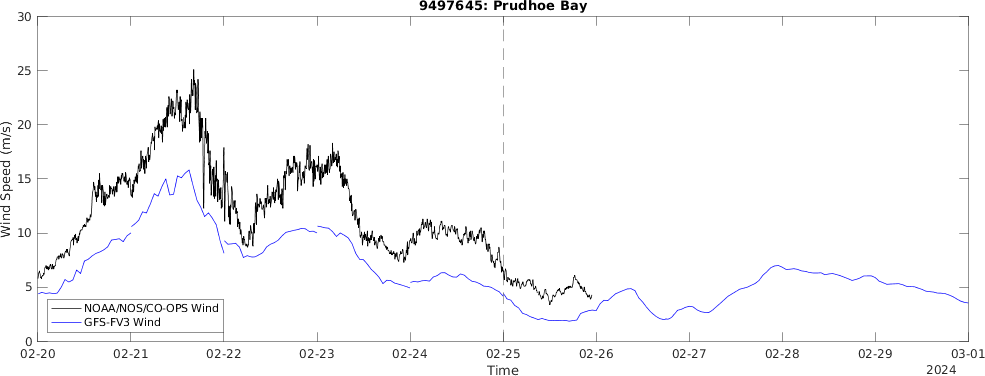 9497645: Prudhoe Bay
30
25
20
15
10
5
0
Wind Speed (m/s)
NOAA/NOS/CO-OPS Wind
GFS-FV3 Wind
02-20 02-21 02-22 02-23 02-24 02-25 02-26 02-27 02-28 02-29 03-01
Time
2024